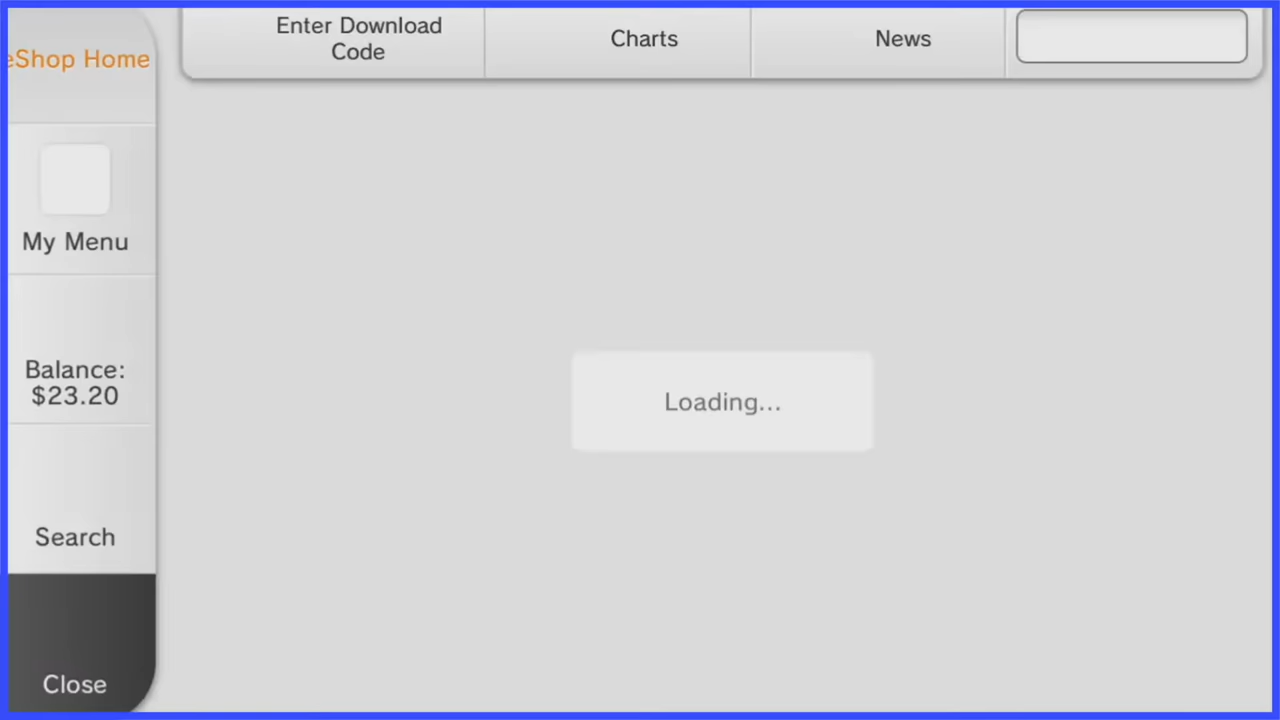 Enter Download
Code
Charts
News
eShop Home
My Menu
Balance:
$23.20
Loading...
Search
Close